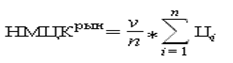 НМЦК^рын = v/n * ∑_{i=1}^{n} Ц_i